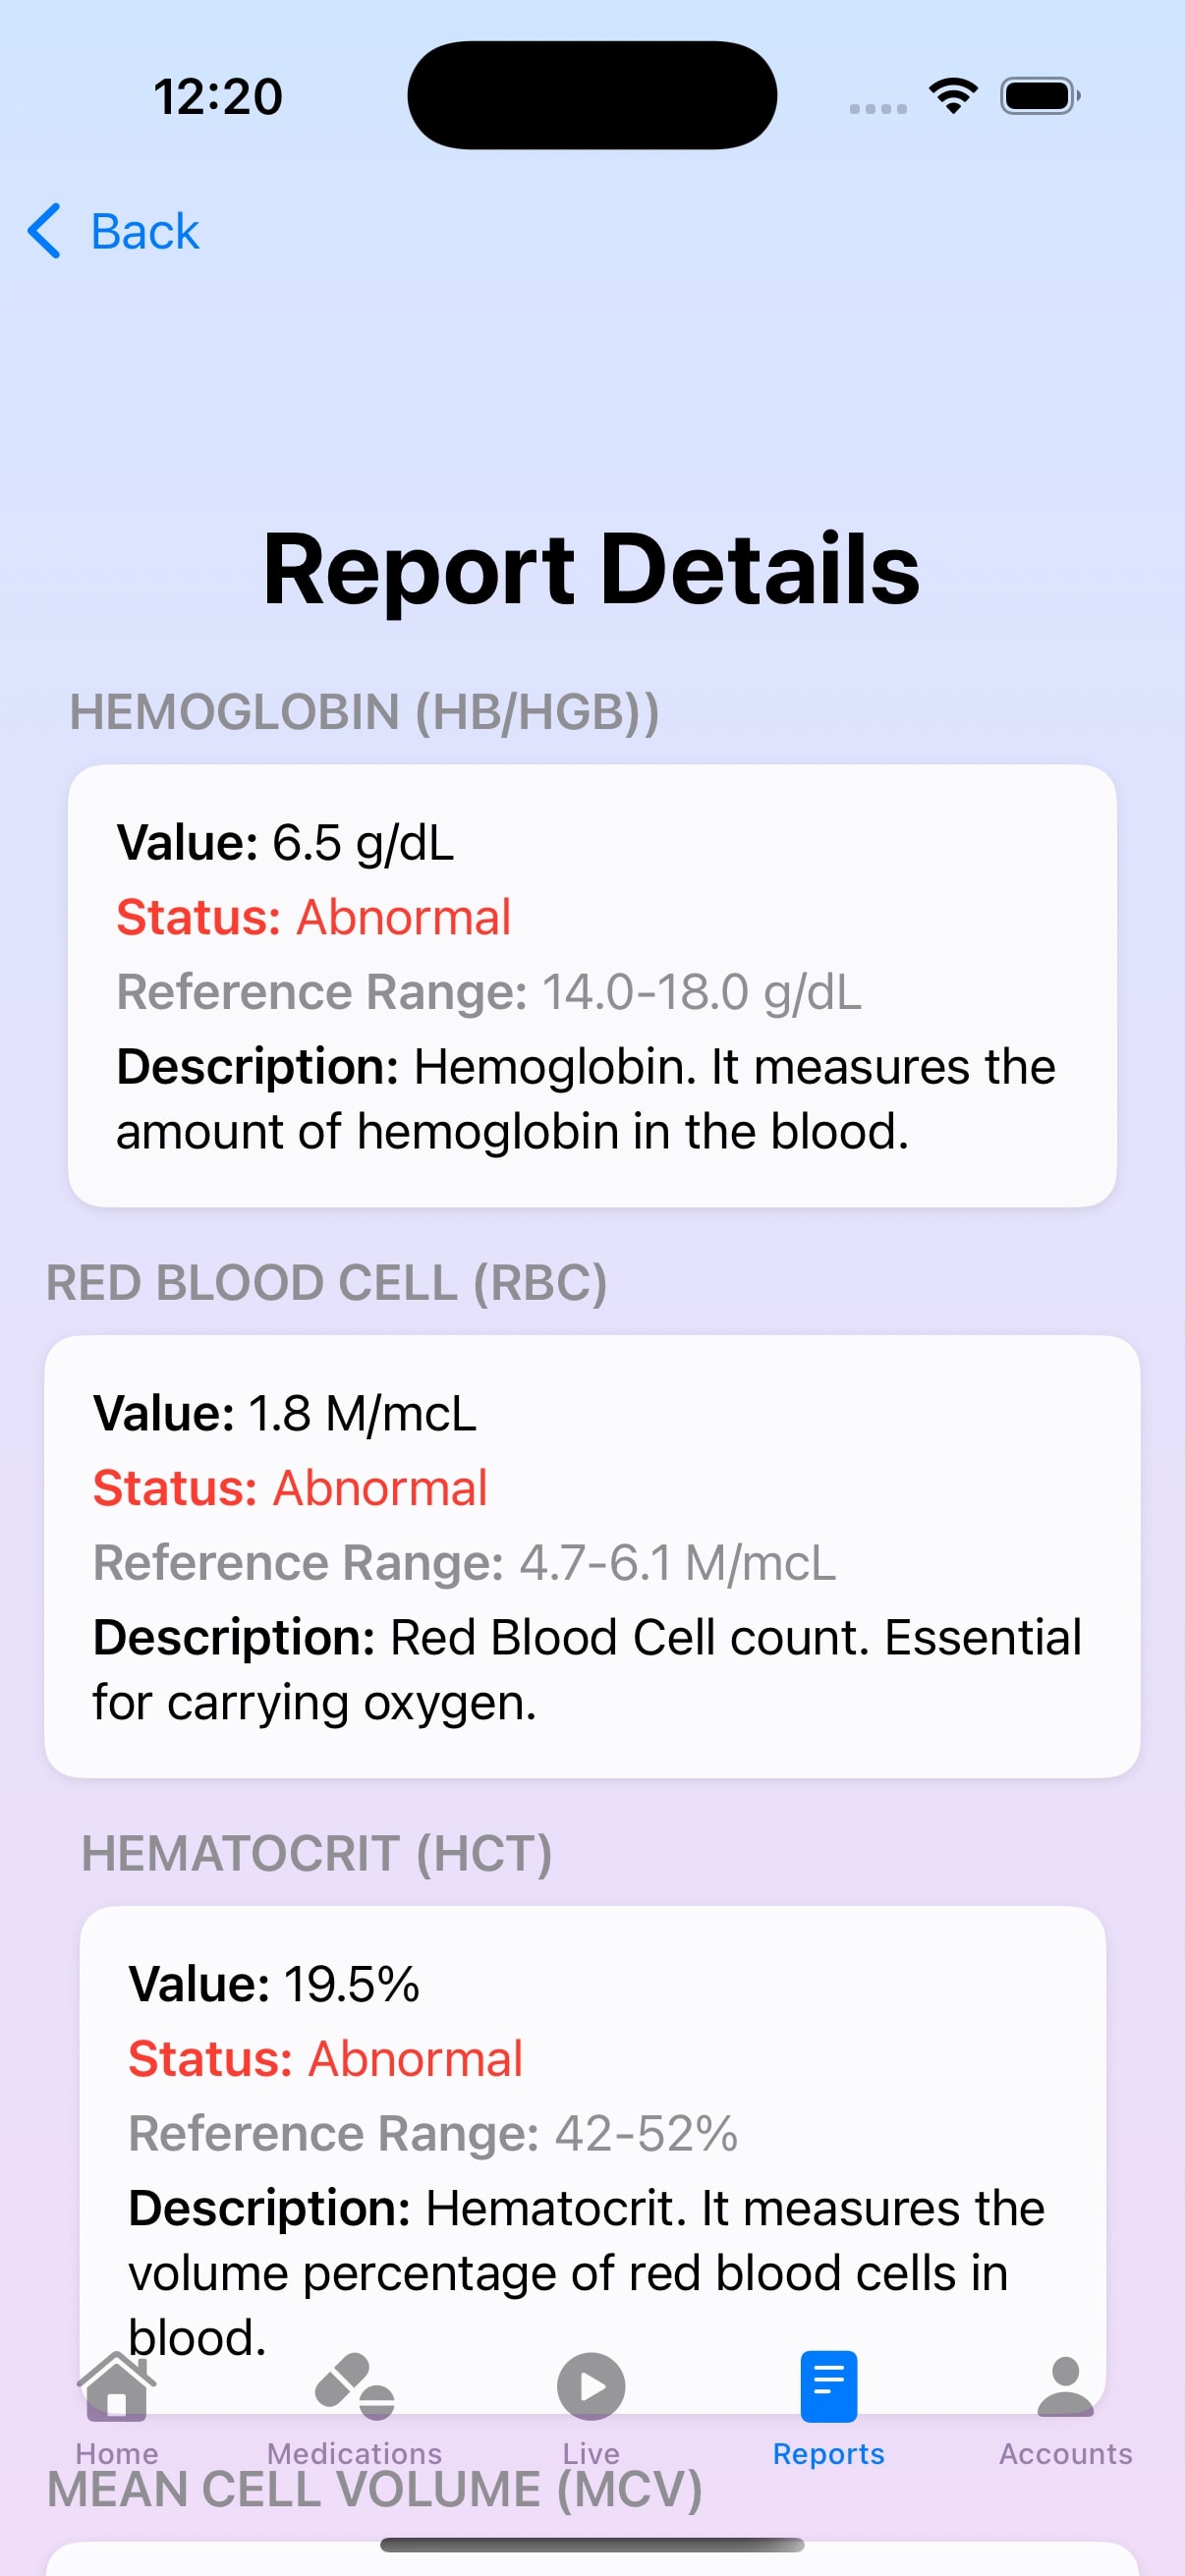 12:20
Back
Report Details
HEMOGLOBIN (HB/HGB))
Value: 6.5 g/dL
Status: Abnormal
Reference Range: 14.0-18.0 g/dL
Description: Hemoglobin. It measures the
amount of hemoglobin in the blood.
RED BLOOD CELL (RBC)
Value: 1.8 M/mcL
Status: Abnormal
Reference Range: 4.7-6.1 M/mcL
Description: Red Blood Cell count. Essential
for carrying oxygen.
HEMATOCRIT (HCT)
Value: 19.5%
Status: Abnormal
Reference Range: 42-52%
Description: Hematocrit. It measures the
volume percentage of red blood cells in
blood.
Home Medications Live Reports Accounts
MEAN CELL VOLUME (MCV)